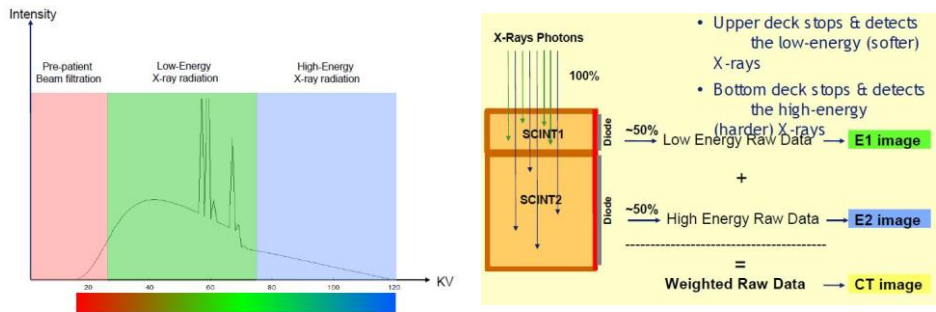 Intensity
Pre-patient
Beam filtration
Low-Energy
X-ray radiation
High-Energy
X-ray radiation
20 40 60 80 100 120 KV
• Upper deck stops & detects
the low-energy (softer)
X-rays
• Bottom deck stops & detects
the high-energy
(harder) X-rays
X-Rays Photons
100%
SCINT1
Diode
~50%
Low Energy Raw Data
E1 image
+
SCINT2
Diode
~50%
High Energy Raw Data
E2 image
=
Weighted Raw Data
CT image